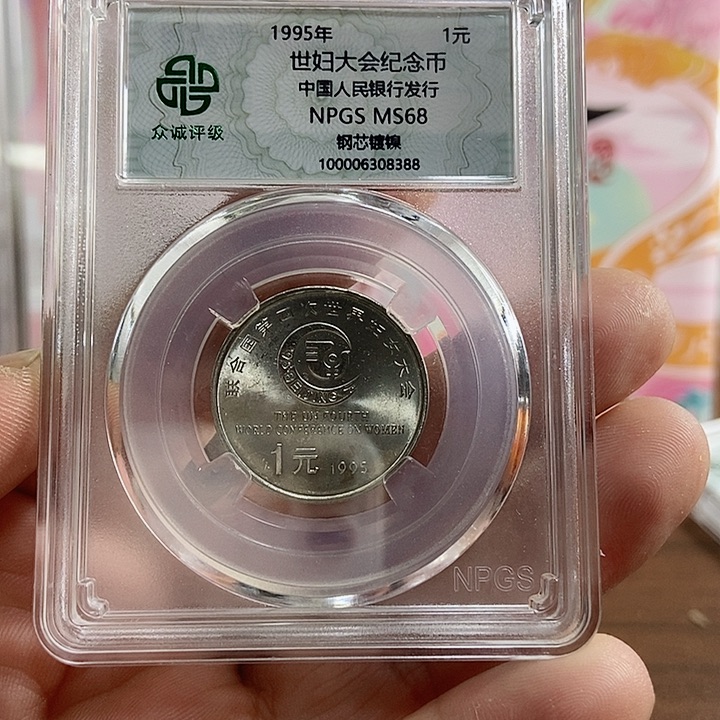 1995年 1元
世妇大会纪念币
中国人民银行发行
NPGS MS68
钢芯镀镍
100006308388
众诚评级
联合国第四次世界妇女大会
THE UN FOURTH
WORLD CONFERENCE ON WOMEN
1元 1995
NPGS